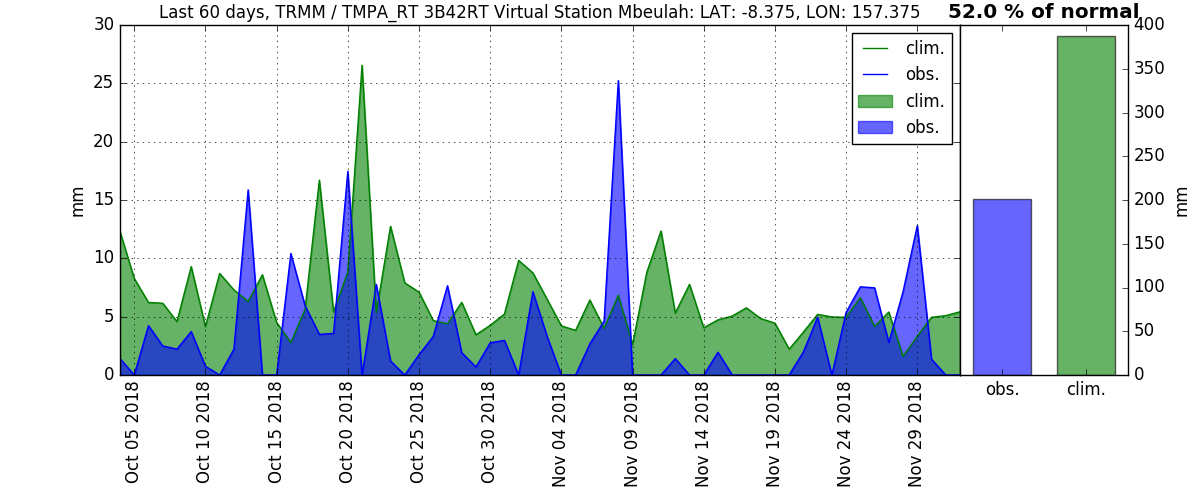 Last 60 days, TRMM / TMPA_RT 3B42RT Virtual Station Mbeulah: LAT: -8.375, LON: 157.375
52.0 % of normal
30
25
20
15
10
5
0
mm
clim.
obs.
clim.
obs.
Oct 05 2018
Oct 10 2018
Oct 15 2018
Oct 20 2018
Oct 25 2018
Oct 30 2018
Nov 04 2018
Nov 09 2018
Nov 14 2018
Nov 19 2018
Nov 24 2018
Nov 29 2018
400
350
300
250
200
150
100
50
0
mm
obs.
clim.